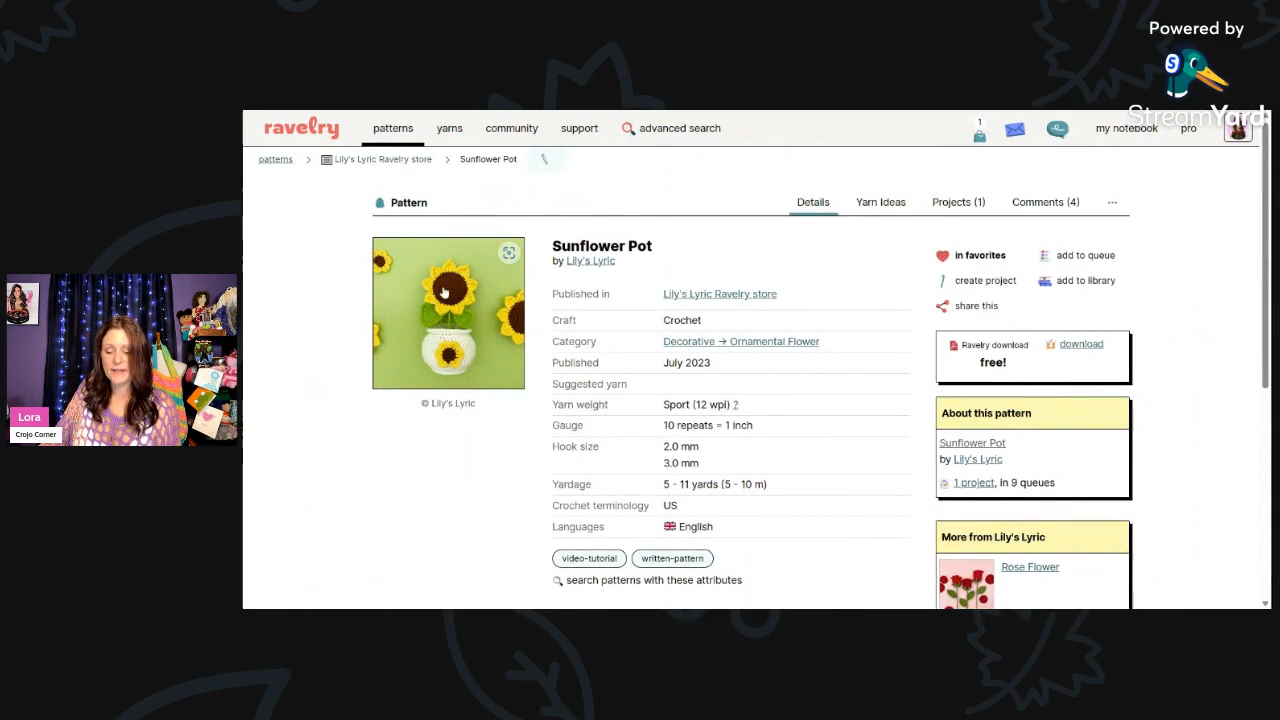 Powered by
S
StreamYard
ravelry
patterns yarns community support advanced search 1 my notebook pro
patterns > Lily's Lyric Ravelry store > Sunflower Pot
Pattern Details Yarn Ideas Projects (1) Comments (4) ...
Sunflower Pot
by Lily's Lyric
Published in Lily's Lyric Ravelry store
Craft Crochet
Category Decorative → Ornamental Flower
Published July 2023
Suggested yarn
Yarn weight Sport (12 wpi) ?
Gauge 10 repeats = 1 inch
Hook size 2.0 mm
3.0 mm
Yardage 5 - 11 yards (5 - 10 m)
Crochet terminology US
Languages English
video-tutorial written-pattern
search patterns with these attributes
© Lily's Lyric
in favorites add to queue
create project add to library
share this
Ravelry download download
free!
About this pattern
Sunflower Pot
by Lily's Lyric
1 project, in 9 queues
More from Lily's Lyric
Rose Flower
Lora
Crojo Corner